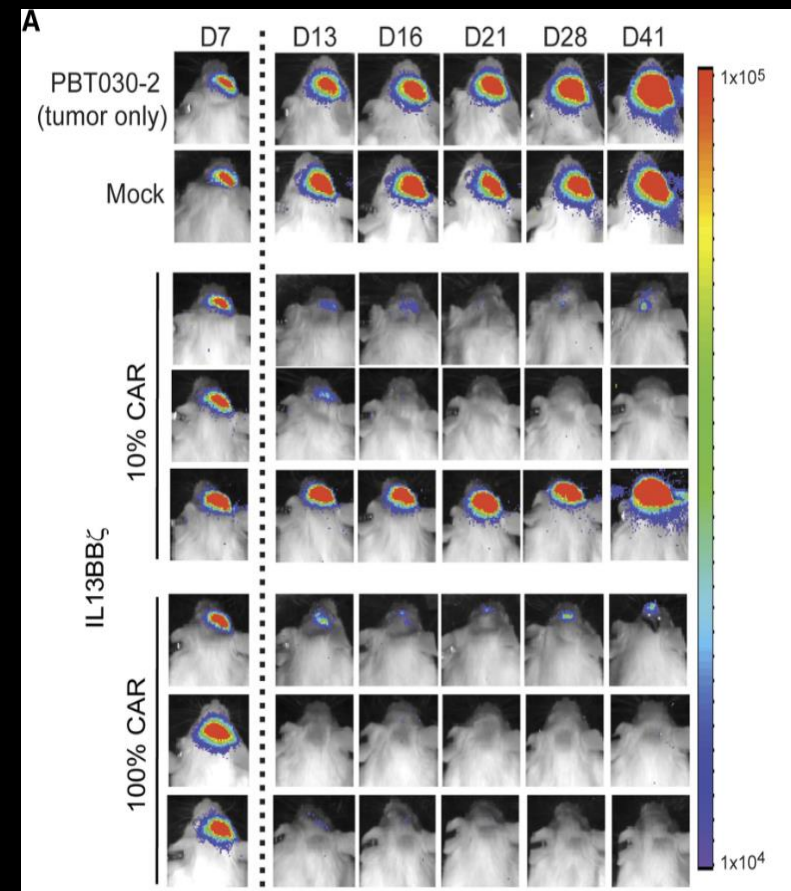 A
D7 D13 D16 D21 D28 D41
PBT030-2
(tumor only)
Mock
10% CAR
IL13BBζ
100% CAR
1x10⁵
1x10⁴